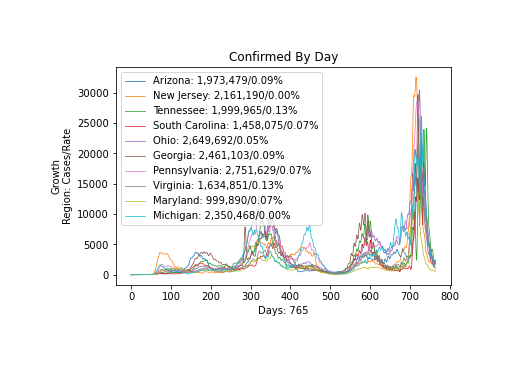 Confirmed By Day
Growth
Region: Cases/Rate
30000
25000
20000
15000
10000
5000
0
Arizona: 1,973,479/0.09%
New Jersey: 2,161,190/0.00%
Tennessee: 1,999,965/0.13%
South Carolina: 1,458,075/0.07%
Ohio: 2,649,692/0.05%
Georgia: 2,461,103/0.09%
Pennsylvania: 2,751,629/0.07%
Virginia: 1,634,851/0.13%
Maryland: 999,890/0.07%
Michigan: 2,350,468/0.00%
0 100 200 300 400 500 600 700 800
Days: 765